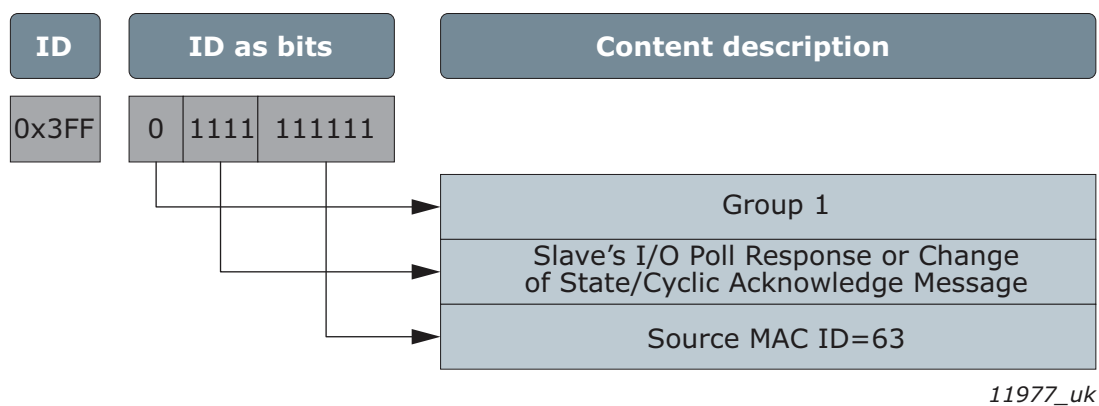 ID ID as bits Content description
0x3FF 0 1111 111111
Group 1
Slave’s I/O Poll Response or Change
of State/Cyclic Acknowledge Message
Source MAC ID=63
11977_uk